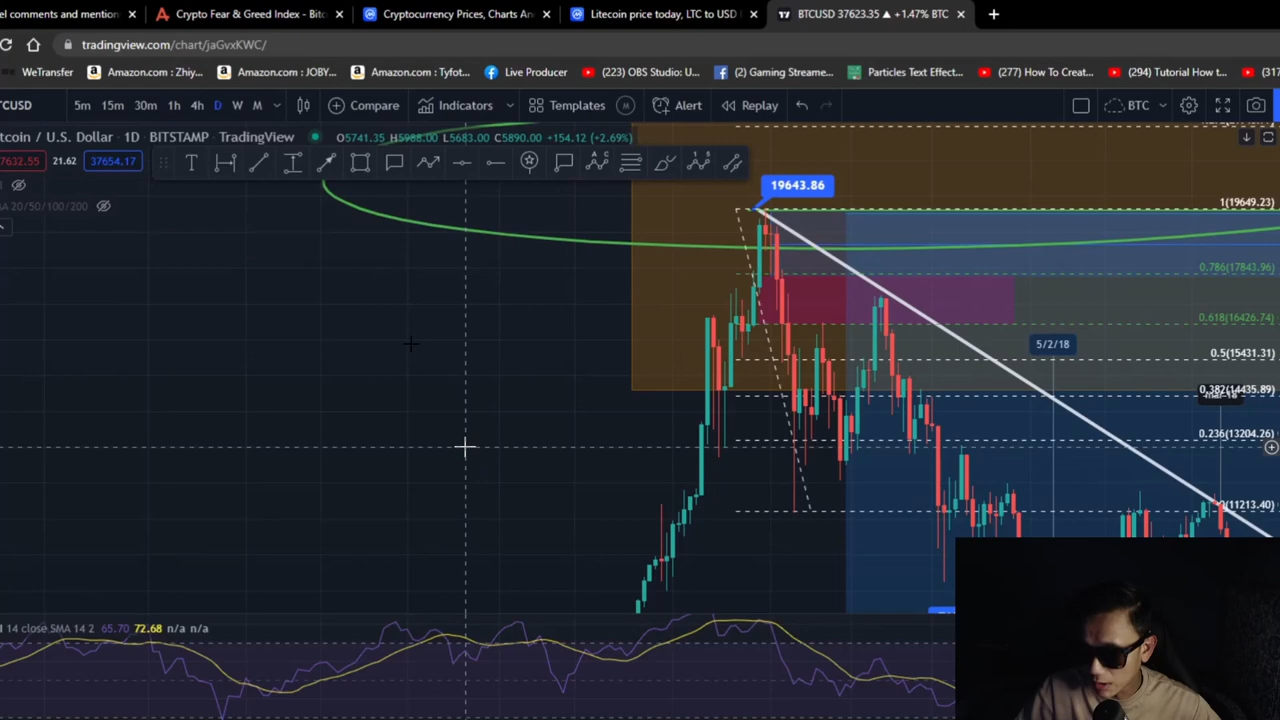 el comments and mention
Crypto Fear & Greed Index - Bitc
Cryptocurrency Prices, Charts An
Litecoin price today, LTC to USD
BTCUSD 37623.35 ▲ +1.47% BTC
tradingview.com/chart/jaGvxKWC/
WeTransfer
Amazon.com : Zhiy...
Amazon.com : JOBY...
Amazon.com : Tyfot...
Live Producer
(223) OBS Studio: U...
(2) Gaming Streame...
Particles Text Effect...
(277) How To Creat...
(294) Tutorial How t...
(317
TCUSD
5m
15m
30m
1h
4h
D
W
M
Compare
Indicators
Templates
M
Alert
Replay
BTC
tcoin / U.S. Dollar · 1D · BITSTAMP · TradingView
O5741.35 H5988.00 L5683.00 C5890.00 +154.12 (+2.69%)
7632.55
21.62
37654.17
A 20/50/100/200
19643.86
1(19649.23)
0.786(17843.96)
0.618(16426.74)
5/2/18
0.5(15431.31)
0.382(14435.89)
0.236(13204.26)
(11213.40)
I 14 close SMA 14 2 65.70 72.68 n/a n/a